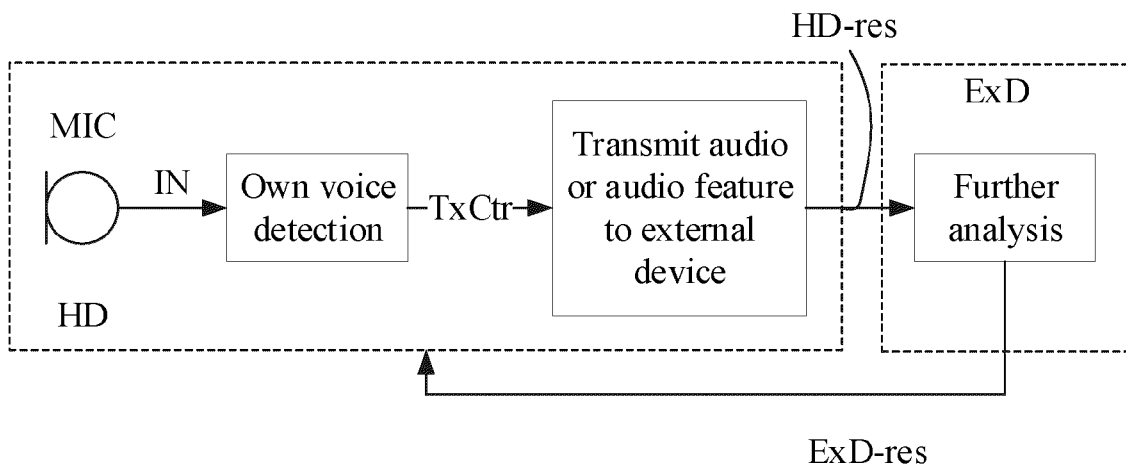 HD-res
ExD
MIC
IN
Own voice
detection
TxCtr
Transmit audio
or audio feature
to external
device
Further
analysis
HD
ExD-res